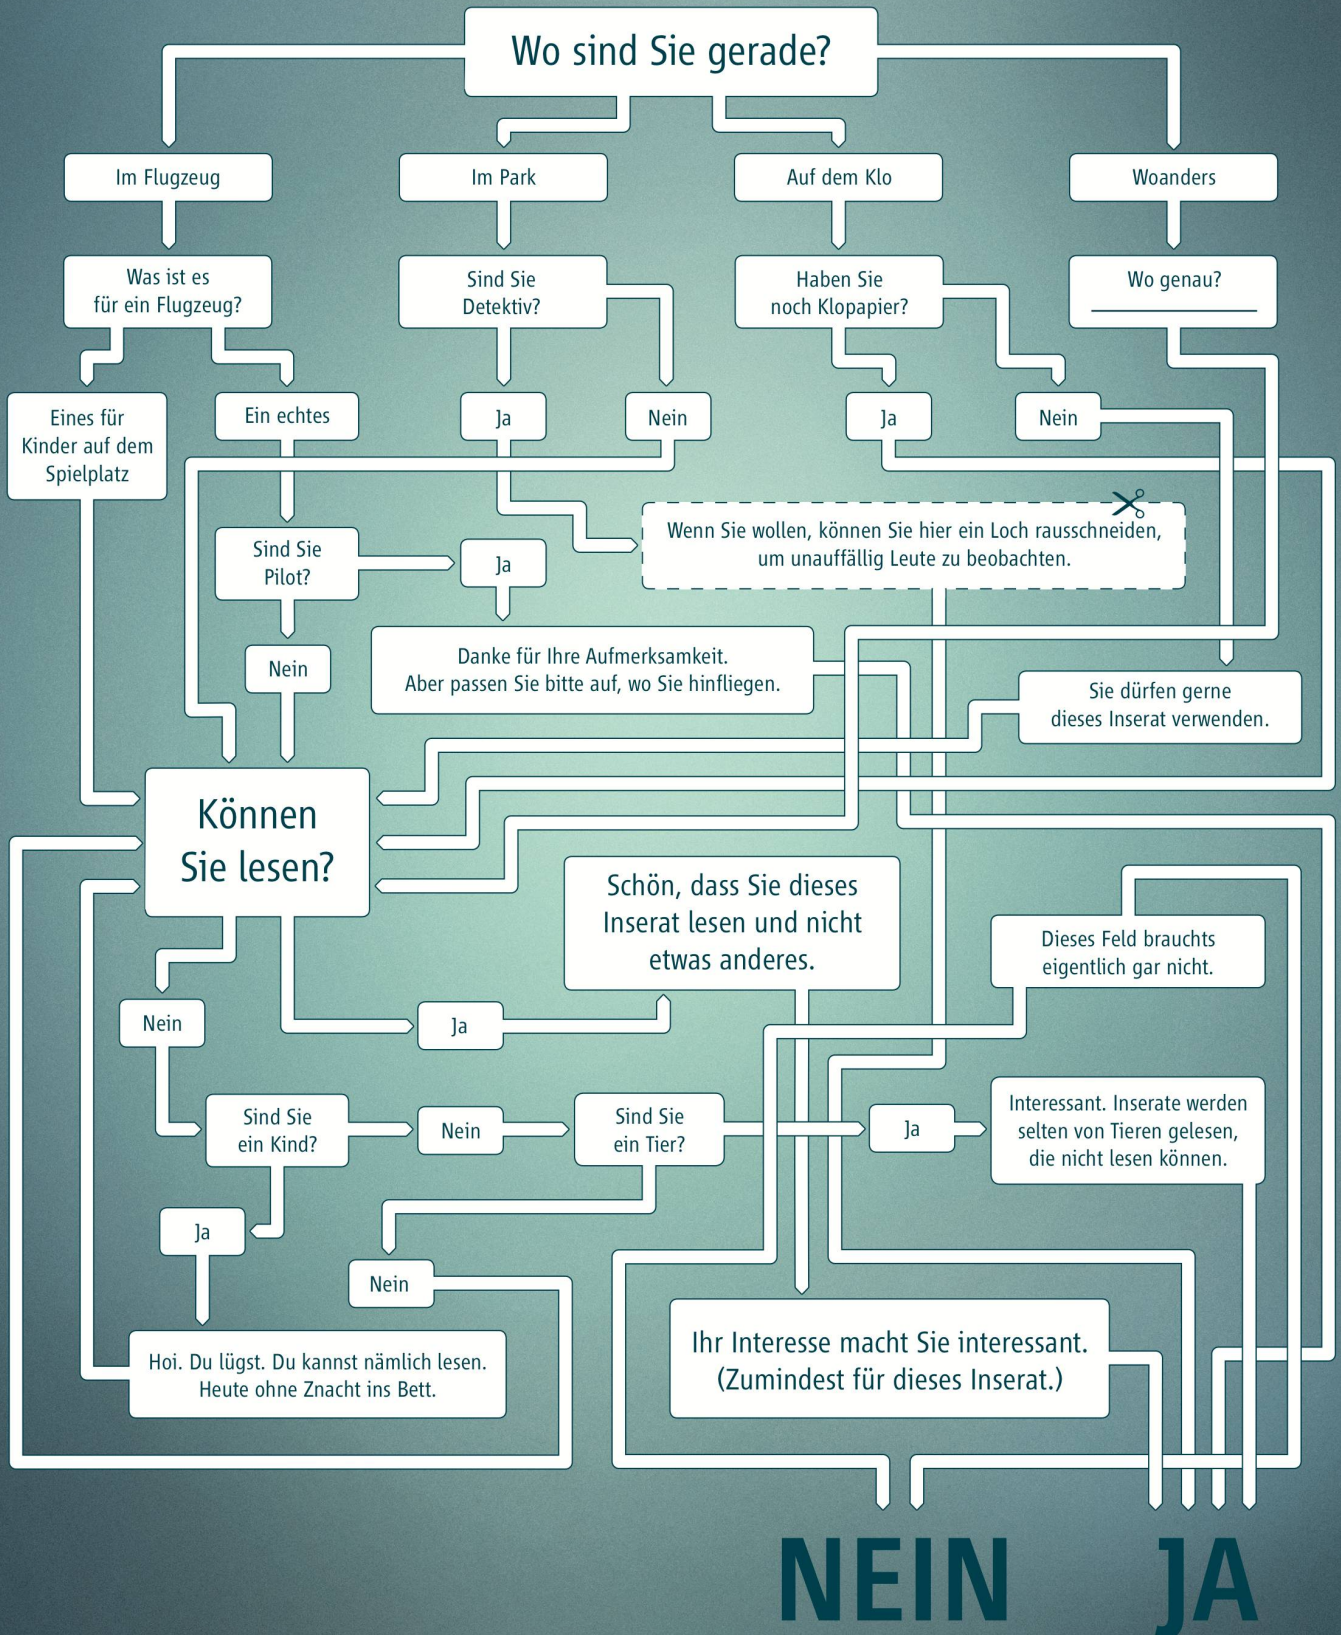 Wo sind Sie gerade?
Im Flugzeug
Im Park
Auf dem Klo
Woanders
Was ist es
für ein Flugzeug?
Sind Sie
Detektiv?
Haben Sie
noch Klopapier?
Wo genau?
Eines für
Kinder auf dem
Spielplatz
Ein echtes
Ja
Nein
Ja
Nein
Wenn Sie wollen, können Sie hier ein Loch rausschneiden,
um unauffällig Leute zu beobachten.
Sind Sie
Pilot?
Ja
Nein
Danke für Ihre Aufmerksamkeit.
Aber passen Sie bitte auf, wo Sie hinfliegen.
Sie dürfen gerne
dieses Inserat verwenden.
Können
Sie lesen?
Schön, dass Sie dieses
Inserat lesen und nicht
etwas anderes.
Dieses Feld brauchts
eigentlich gar nicht.
Nein
Ja
Sind Sie
ein Kind?
Nein
Sind Sie
ein Tier?
Ja
Interessant. Inserate werden
selten von Tieren gelesen,
die nicht lesen können.
Ja
Nein
Hoi. Du lügst. Du kannst nämlich lesen.
Heute ohne Znacht ins Bett.
Ihr Interesse macht Sie interessant.
(Zumindest für dieses Inserat.)
NEIN
JA